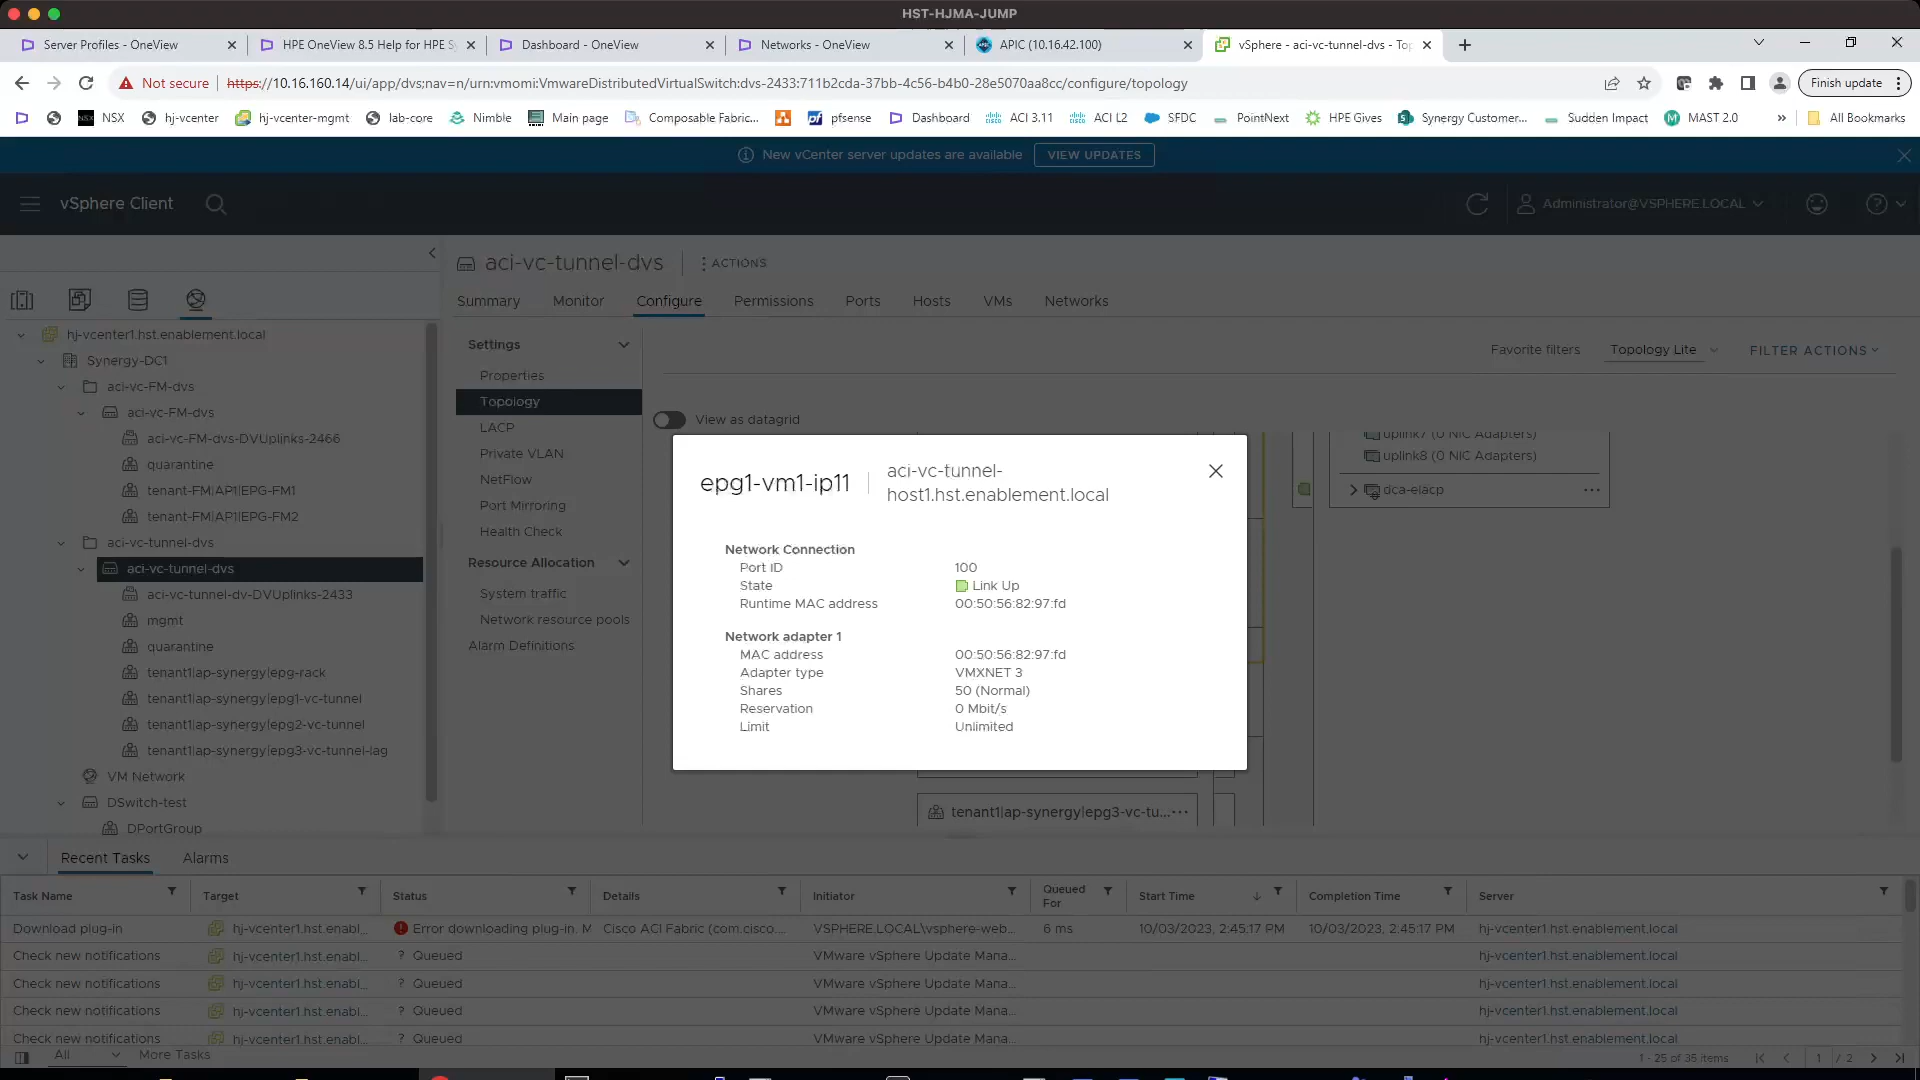 HST-HJMA-JUMP
Server Profiles - OneView
HPE OneView 8.5 Help for HPE Sy
Dashboard - OneView
Networks - OneView
APIC (10.16.42.100)
vSphere - aci-vc-tunnel-dvs - Top
Not secure
https://10.16.160.14/ui/app/dvs;nav=n/urn:vmomi:VmwareDistributedVirtualSwitch:dvs-2433:711b2cda-37bb-4c56-b4b0-28e5070aa8cc/configure/topology
Finish update
NSX
hj-vcenter
hj-vcenter-mgmt
lab-core
Nimble
Main page
Composable Fabric...
pfsense
Dashboard
ACI 3.11
ACI L2
SFDC
PointNext
HPE Gives
Synergy Customer...
Sudden Impact
MAST 2.0
»
All Bookmarks
New vCenter server updates are available
VIEW UPDATES
vSphere Client
Administrator@VSPHERE.LOCAL
aci-vc-tunnel-dvs
ACTIONS
Summary
Monitor
Configure
Permissions
Ports
Hosts
VMs
Networks
hj-vcenter1.hst.enablement.local
Synergy-DC1
aci-vc-FM-dvs
aci-vc-FM-dvs
aci-vc-FM-dvs-DVUplinks-2466
quarantine
tenant-FM|AP1|EPG-FM1
tenant-FM|AP1|EPG-FM2
aci-vc-tunnel-dvs
aci-vc-tunnel-dvs
aci-vc-tunnel-dv-DVUplinks-2433
mgmt
quarantine
tenant1|ap-synergy|epg-rack
tenant1|ap-synergy|epg1-vc-tunnel
tenant1|ap-synergy|epg2-vc-tunnel
tenant1|ap-synergy|epg3-vc-tunnel-lag
VM Network
DSwitch-test
DPortGroup
Settings
Properties
Topology
LACP
Private VLAN
NetFlow
Port Mirroring
Health Check
Resource Allocation
System traffic
Network resource pools
Alarm Definitions
Favorite filters
Topology Lite
FILTER ACTIONS
View as datagrid
uplink7 (0 NIC Adapters)
uplink8 (0 NIC Adapters)
dca-elacp
epg1-vm1-ip11
aci-vc-tunnel-
host1.hst.enablement.local
Network Connection
Port ID 100
State Link Up
Runtime MAC address 00:50:56:82:97:fd
Network adapter 1
MAC address 00:50:56:82:97:fd
Adapter type VMXNET 3
Shares 50 (Normal)
Reservation 0 Mbit/s
Limit Unlimited
tenant1|ap-synergy|epg3-vc-tu...
Recent Tasks
Alarms
Task Name Target Status Details Initiator Queued For Start Time Completion Time Server
Download plug-in hj-vcenter1.hst.enabl... Error downloading plug-in. M Cisco ACI Fabric (com.cisco.... VSPHERE.LOCAL\vsphere-web... 6 ms 10/03/2023, 2:45:17 PM 10/03/2023, 2:45:17 PM hj-vcenter1.hst.enablement.local
Check new notifications hj-vcenter1.hst.enabl... ? Queued VMware vSphere Update Mana... hj-vcenter1.hst.enablement.local
Check new notifications hj-vcenter1.hst.enabl... ? Queued VMware vSphere Update Mana... hj-vcenter1.hst.enablement.local
Check new notifications hj-vcenter1.hst.enabl... ? Queued VMware vSphere Update Mana... hj-vcenter1.hst.enablement.local
Check new notifications hj-vcenter1.hst.enabl... ? Queued VMware vSphere Update Mana... hj-vcenter1.hst.enablement.local
All
More Tasks
1 - 25 of 35 items
1 / 2